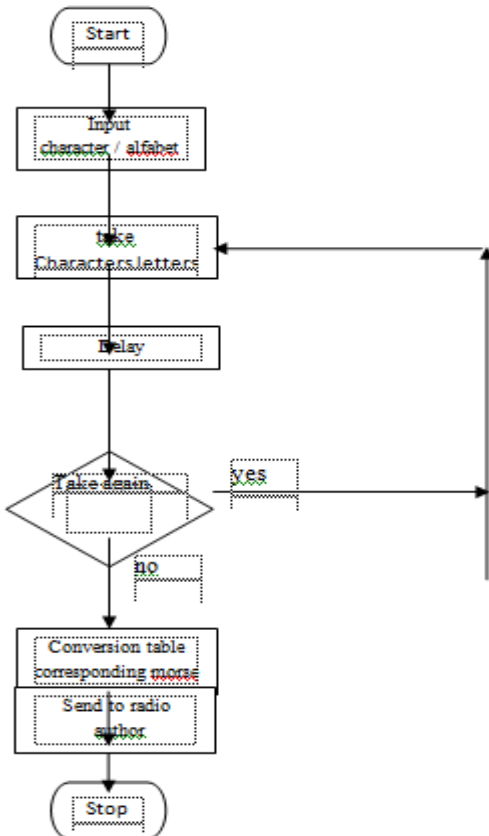 Start
Input
character / alfabet
take
Characters.letters
Delay
Take again
yes
no
Conversion table
corresponding morse
Send to radio
author
Stop